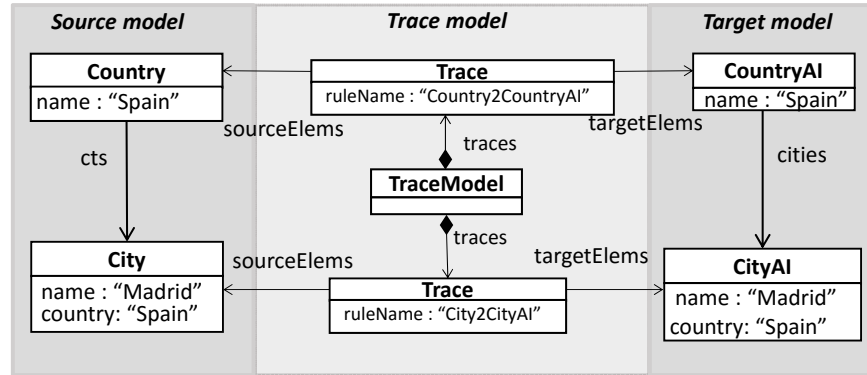 Source model
Trace model
Target model
Country
name : “Spain”
Trace
ruleName : “Country2CountryAI”
CountryAI
name : “Spain”
sourceElems
targetElems
traces
cts
TraceModel
cities
traces
sourceElems
targetElems
City
name : “Madrid”
country: “Spain”
Trace
ruleName : “City2CityAI”
CityAI
name : “Madrid”
country: “Spain”